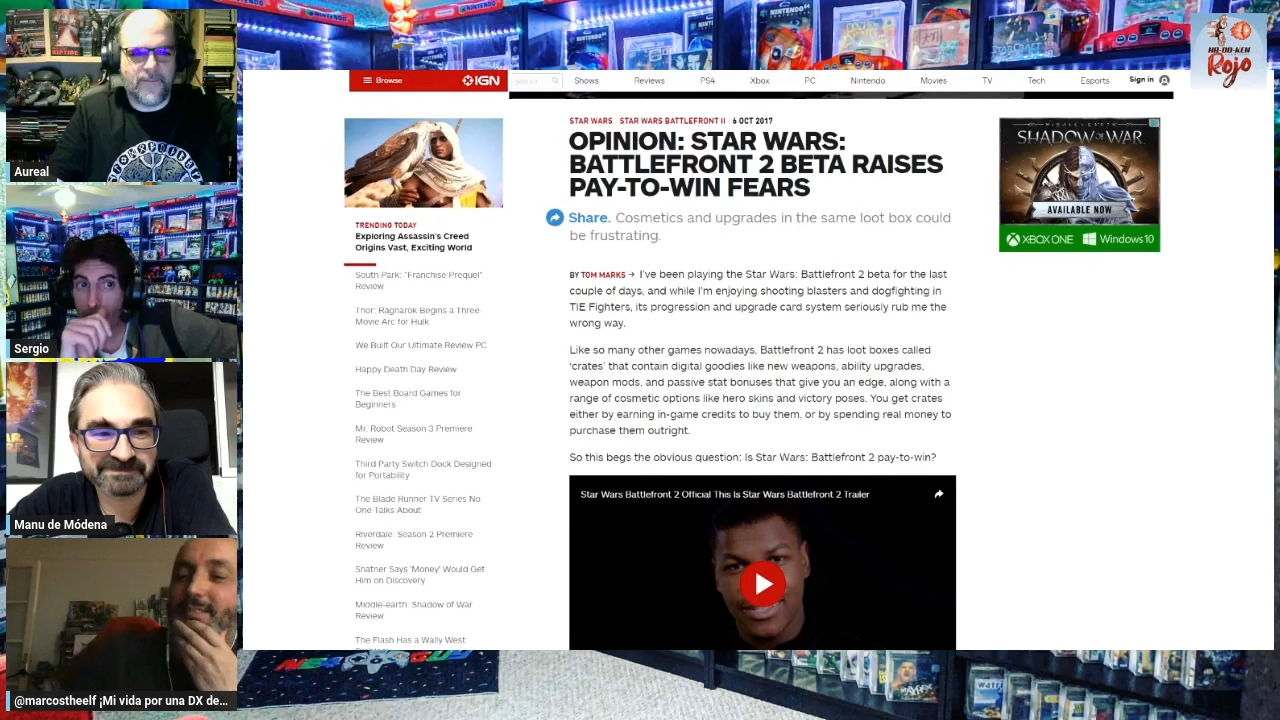 Aureal
Sergio
Manu de Módena
@marcostheelf ¡Mi vida por una DX de…
HA-DO-KEN
Rojo
Browse
IGN
Search
Shows
Reviews
PS4
Xbox
PC
Nintendo
Movies
TV
Tech
Esports
Sign in
TRENDING TODAY
Exploring Assassin's Creed
Origins Vast, Exciting World
South Park: "Franchise Prequel"
Review
Thor: Ragnarok Begins a Three-
Movie Arc for Hulk
We Built Our Ultimate Review PC
Happy Death Day Review
The Best Board Games for
Beginners
Mr. Robot Season 3 Premiere
Review
Third Party Switch Dock Designed
for Portability
The Blade Runner TV Series No
One Talks About
Riverdale: Season 2 Premiere
Review
Shatner Says 'Money' Would Get
Him on Discovery
Middle-earth: Shadow of War
Review
The Flash Has a Wally West
STAR WARS STAR WARS BATTLEFRONT II 6 OCT 2017
OPINION: STAR WARS:
BATTLEFRONT 2 BETA RAISES
PAY-TO-WIN FEARS
Share. Cosmetics and upgrades in the same loot box could
be frustrating.
BY TOM MARKS → I've been playing the Star Wars: Battlefront 2 beta for the last
couple of days, and while I'm enjoying shooting blasters and dogfighting in
TIE Fighters, its progression and upgrade card system seriously rub me the
wrong way.
Like so many other games nowadays, Battlefront 2 has loot boxes called
'crates' that contain digital goodies like new weapons, ability upgrades,
weapon mods, and passive stat bonuses that give you an edge, along with a
range of cosmetic options like hero skins and victory poses. You get crates
either by earning in-game credits to buy them, or by spending real money to
purchase them outright.
So this begs the obvious question: Is Star Wars: Battlefront 2 pay-to-win?
Star Wars Battlefront 2 Official This Is Star Wars Battlefront 2 Trailer
MIDDLE-EARTH
SHADOW OF WAR
AVAILABLE NOW
XBOX ONE
Windows 10